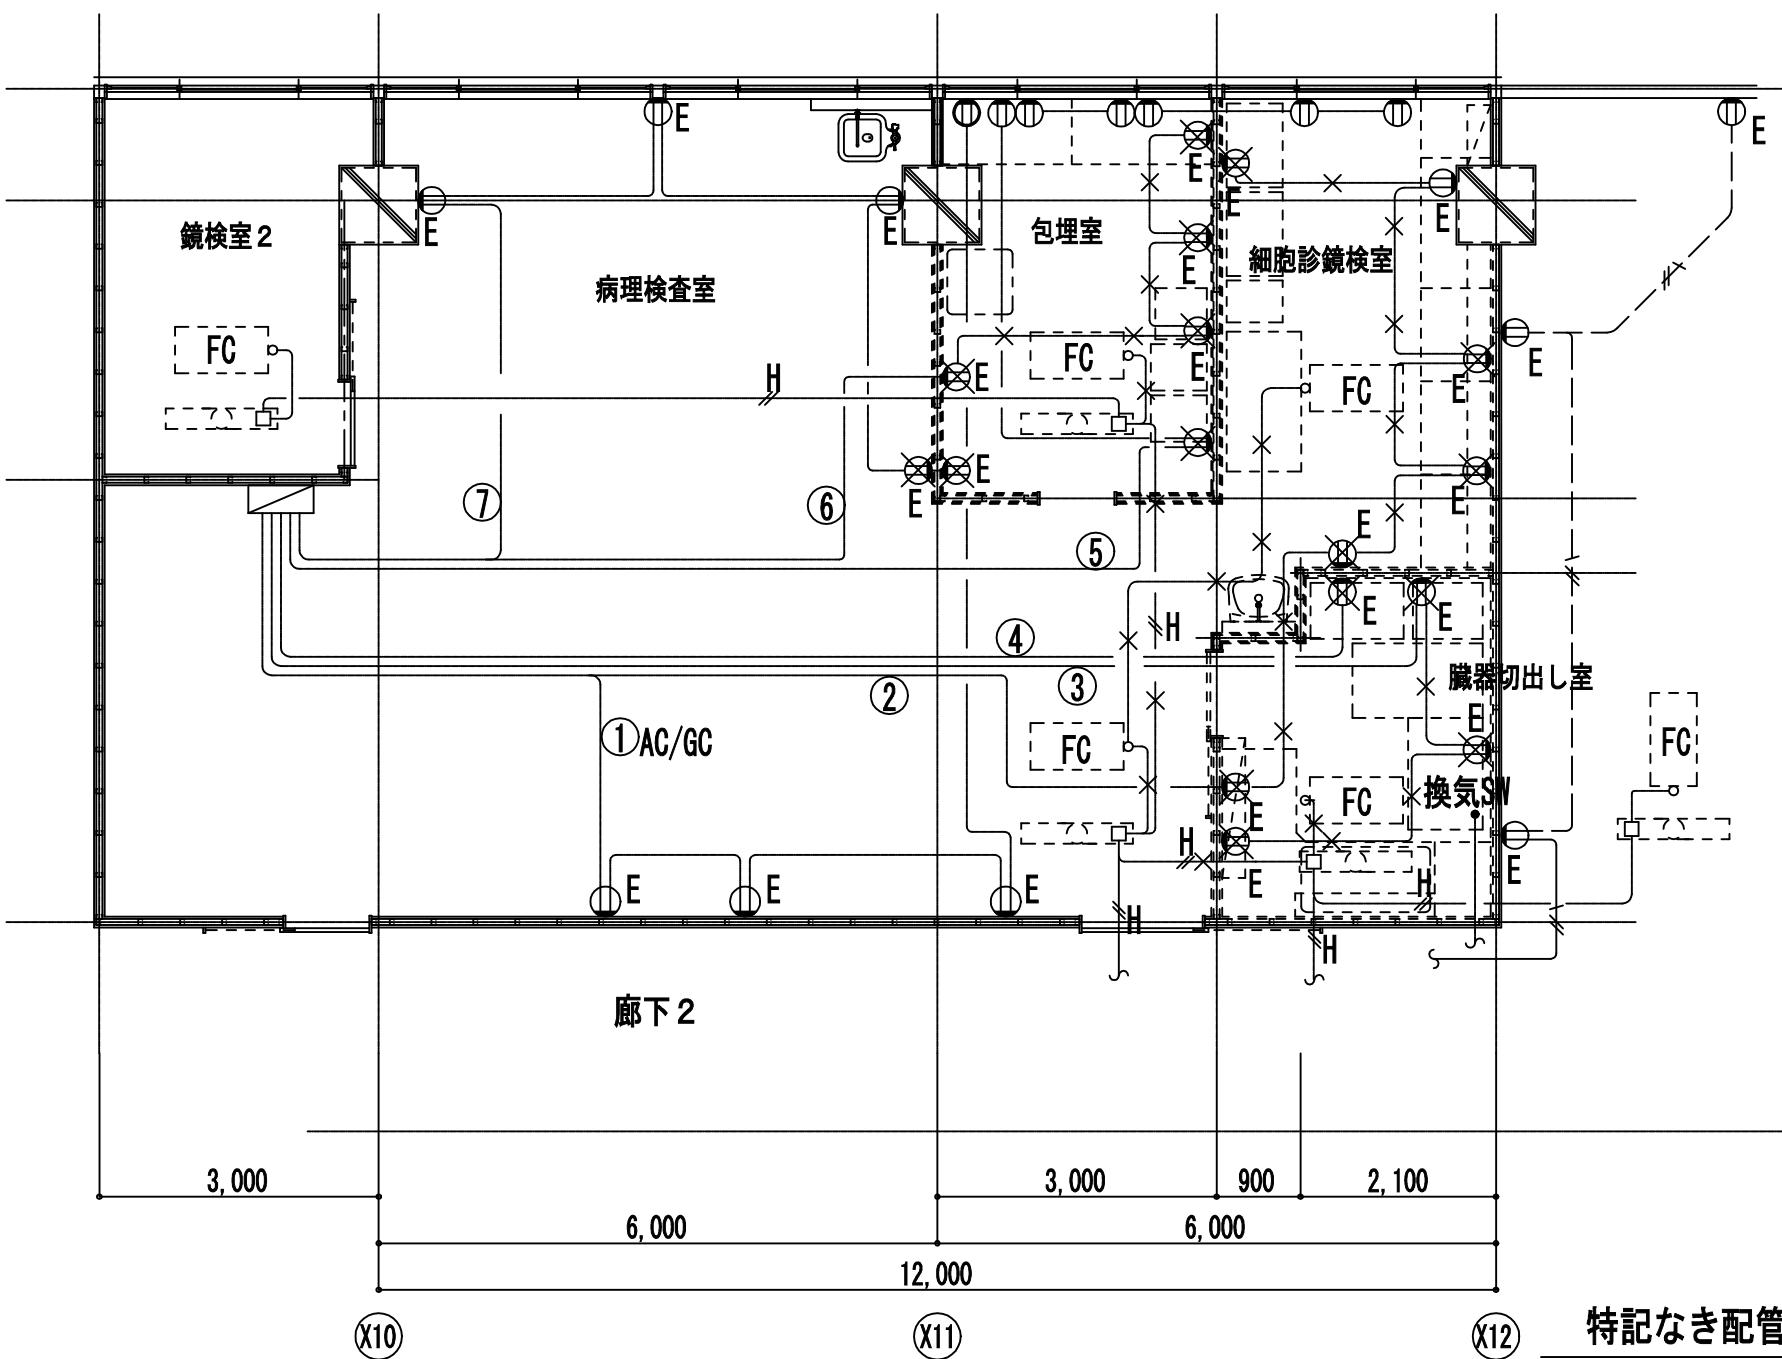 E
E
E
E
E
E
E
E
鏡検室2
包埋室
細胞診鏡検室
E
病理検査室
FC
FC
E
E
FC
H
E
E
E
E
E
E
⑦
⑥
⑤
④
③
②
①AC/GC
H
E
E
臓器切出し室
E
FC
FC
FC
換気SW
E
H
E
E
E
E
E
H
H
H
廊下2
3,000
3,000
900
2,100
6,000
6,000
12,000
X10
X11
X12
特記なき配管